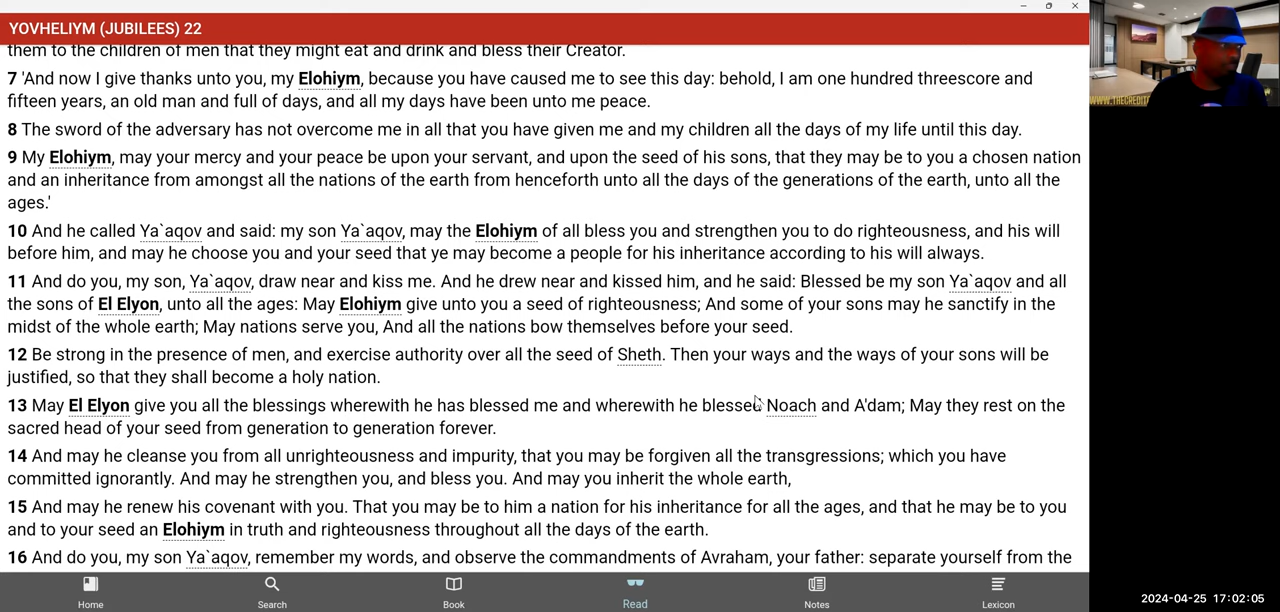 YOVHELIYM (JUBILEES) 22
them to the children of men that they might eat and drink and bless their Creator.
7 'And now I give thanks unto you, my Elohiym, because you he caused me to see this day: behold, I am one hundred threescore and
fifteen years, an old man and full of days, and all my days have been unto me peace.
8 The sword of the adversary has not overcome me in all that you have given me and my children all the days of my life until this day.
9 My Elohiym, may your mercy and your peace be upon your servant, and upon the seed of his sons, that they may be to you a chosen nation
and an inheritance from amongst all the nations of the earth from henceforth unto all the days of the generations of the earth, unto all the
ages.'
10 And he called Ya`aqov and said: my son Ya`aqov, may the Elohiym of all bless you and strengthen you to do righteousness, and his will
before him, and may he choose you and your seed that ye may become a people for his inheritance according to his will always.
11 And do you, my son, Ya`aqov, draw near and kiss me. And he drew near and kissed him, and he said: Blessed be my son Ya`aqov and all
the sons of El Elyon, unto all the ages: May Elohiym give unto you a seed of righteousness; And some of your sons may he sanctify in the
midst of the whole earth; May nations serve you, And all the nations bow themselves before your seed.
12 Be strong in the presence of men, and exercise authority over all the seed of Sheth. Then your ways and the ways of your sons will be
justified, so that they shall become a holy nation.
13 May El Elyon give you all the blessings wherewith he has blessed me and wherewith he blessed Noach and A'dam; May they rest on the
sacred head of your seed from generation to generation forever.
14 And may he cleanse you from all unrighteousness and impurity, that you may be forgiven all the transgressions; which you have
committed ignorantly. And may he strengthen you, and bless you. And may you inherit the whole earth,
15 And may he renew his covenant with you. That you may be to him a nation for his inheritance for all the ages, and that he may be to you
and to your seed an Elohiym in truth and righteousness throughout all the days of the earth.
16 And do you, my son Ya`aqov, remember my words, and observe the commandments of Avraham, your father: separate yourself from the
Home Search Book Read Notes Lexicon
WWW.THECREDIT
2024-04-25 17:02:05